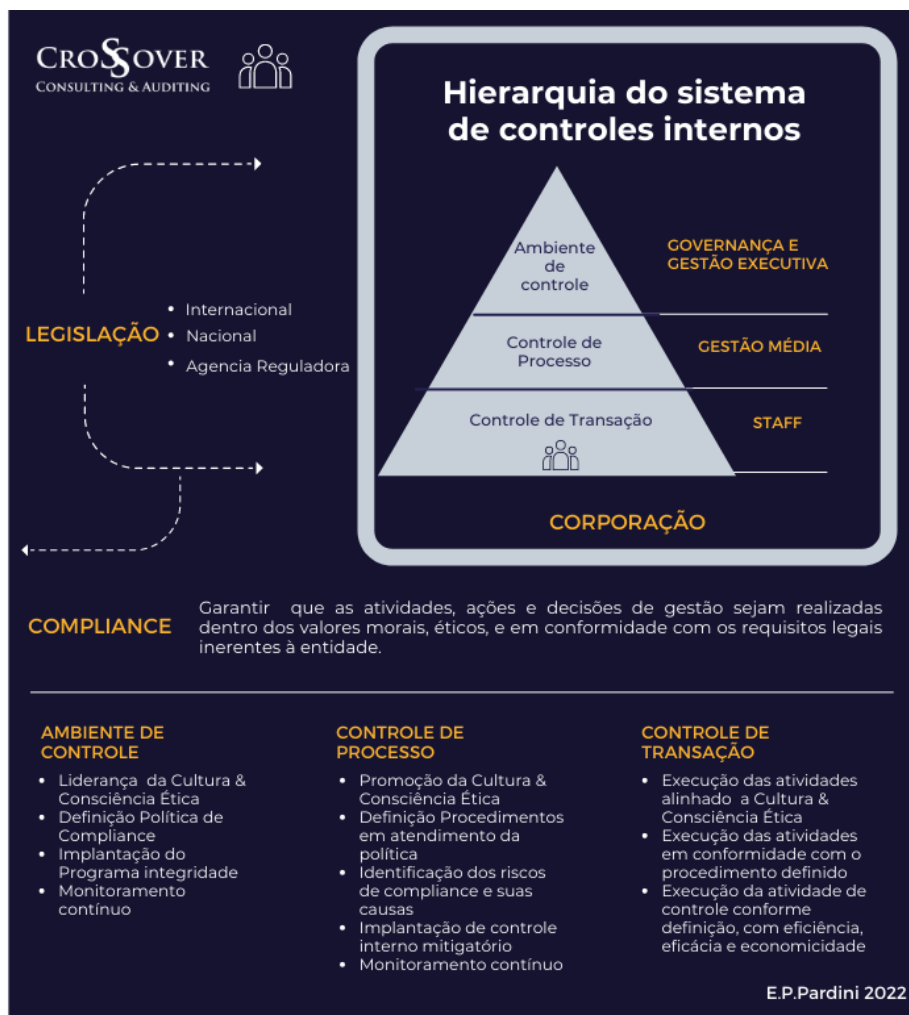 CROSSOVER
CONSULTING & AUDITING
Hierarquia do sistema
de controles internos
Ambiente
de
controle
GOVERNANÇA E
GESTÃO EXECUTIVA
LEGISLAÇÃO
• Internacional
• Nacional
• Agencia Reguladora
Controle de
Processo
GESTÃO MÉDIA
Controle de Transação
STAFF
CORPORAÇÃO
COMPLIANCE
Garantir que as atividades, ações e decisões de gestão sejam realizadas
dentro dos valores morais, éticos, e em conformidade com os requisitos legais
inerentes à entidade.
AMBIENTE DE
CONTROLE
• Liderança da Cultura &
Consciência Ética
• Definição Política de
Compliance
• Implantação do
Programa integridade
• Monitoramento
contínuo
CONTROLE DE
PROCESSO
• Promoção da Cultura &
Consciência Ética
• Definição Procedimentos
em atendimento da
política
• Identificação dos riscos
de compliance e suas
causas
• Implantação de controle
interno mitigatório
• Monitoramento contínuo
CONTROLE DE
TRANSAÇÃO
• Execução das atividades
alinhado a Cultura &
Consciência Ética
• Execução das atividades
em conformidade com o
procedimento definido
• Execução da atividade de
controle conforme
definição, com eficiência,
eficácia e economicidade
E.P.Pardini 2022